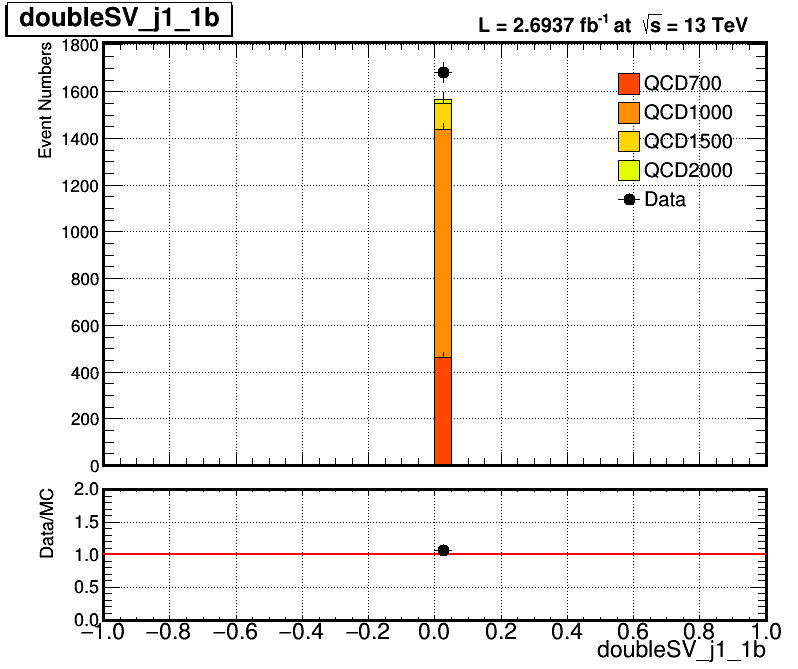 doubleSV_j1_1b
L = 2.6937 fb-1 at √s = 13 TeV
Event Numbers
1800
1600
1400
1200
1000
800
600
400
200
0
QCD700
QCD1000
QCD1500
QCD2000
Data
Data/MC
2.0
1.5
1.0
0.5
0.0
−1.0 −0.8 −0.6 −0.4 −0.2 0.0 0.2 0.4 0.6 0.8 1.0
doubleSV_j1_1b